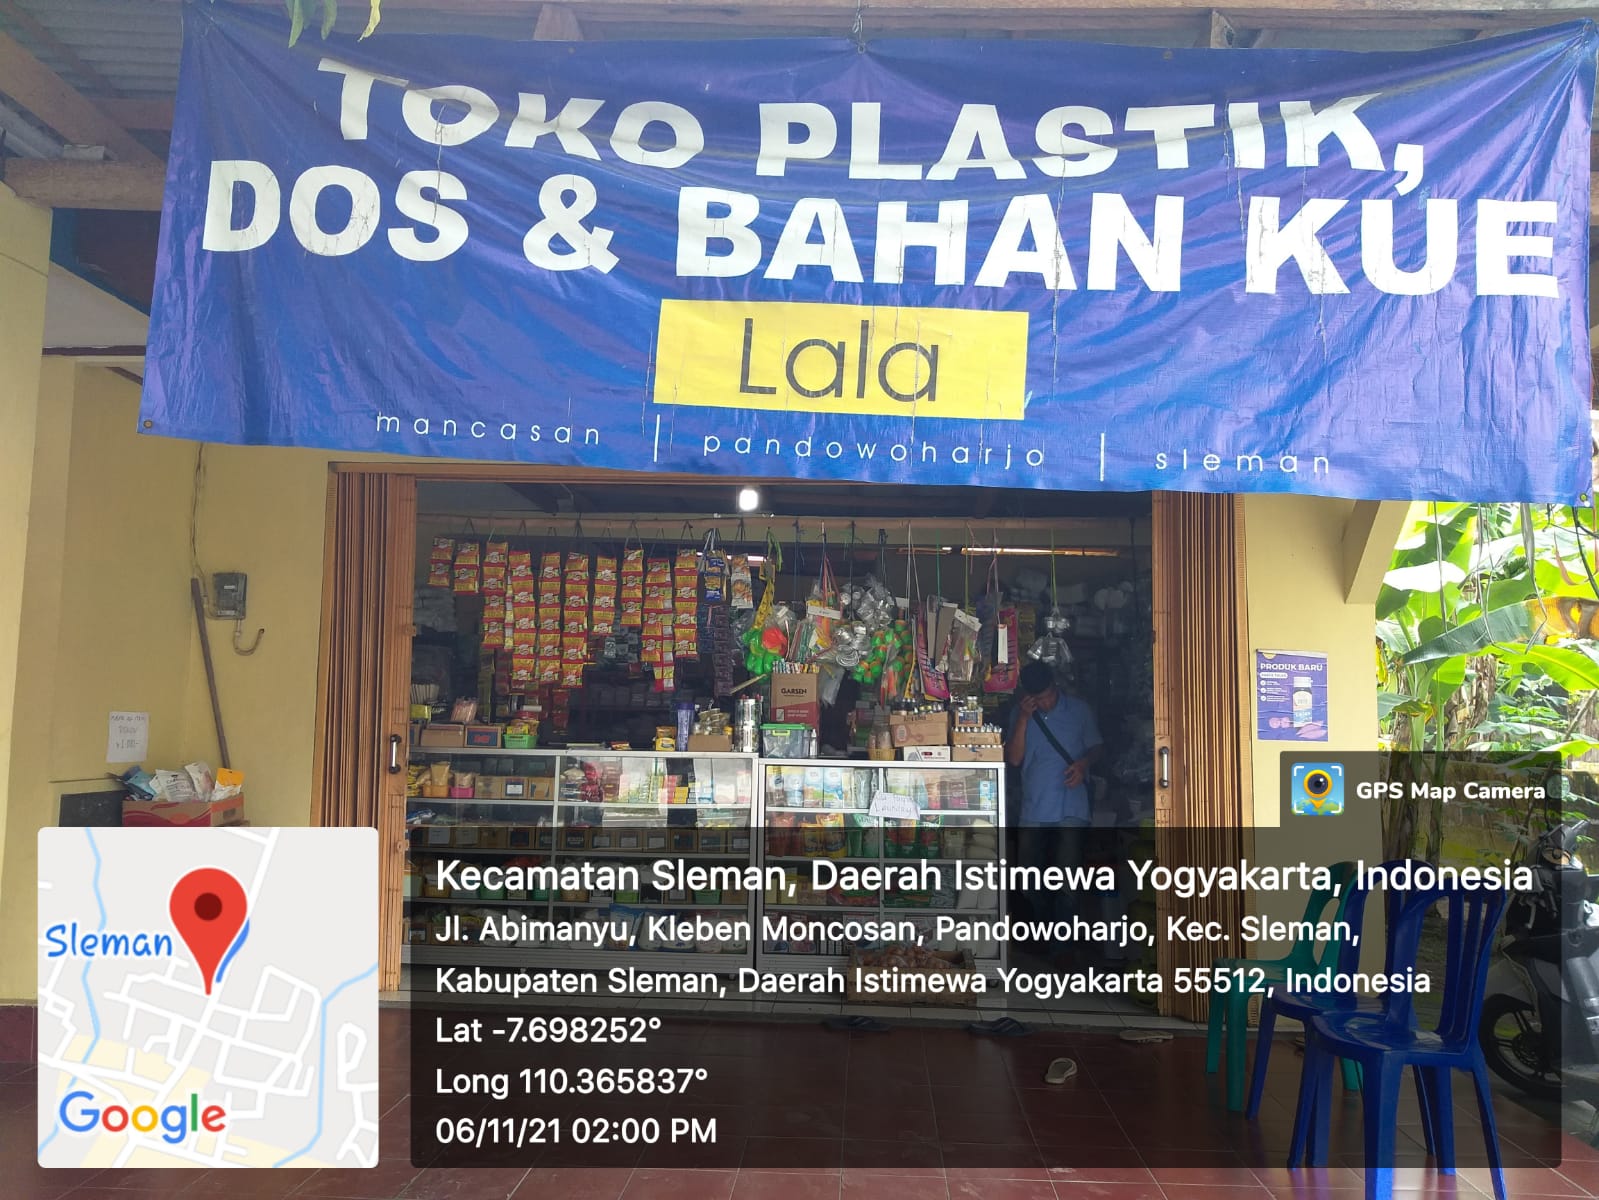 TOKO PLASTIK,
DOS & BAHAN KUE
Lala
mancasan | pandowoharjo | sleman
PRODUK BARU
GARSEN
GPS Map Camera
Kecamatan Sleman, Daerah Istimewa Yogyakarta, Indonesia
Jl. Abimanyu, Kleben Moncosan, Pandowoharjo, Kec. Sleman,
Kabupaten Sleman, Daerah Istimewa Yogyakarta 55512, Indonesia
Lat -7.698252°
Long 110.365837°
06/11/21 02:00 PM
Sleman
Google